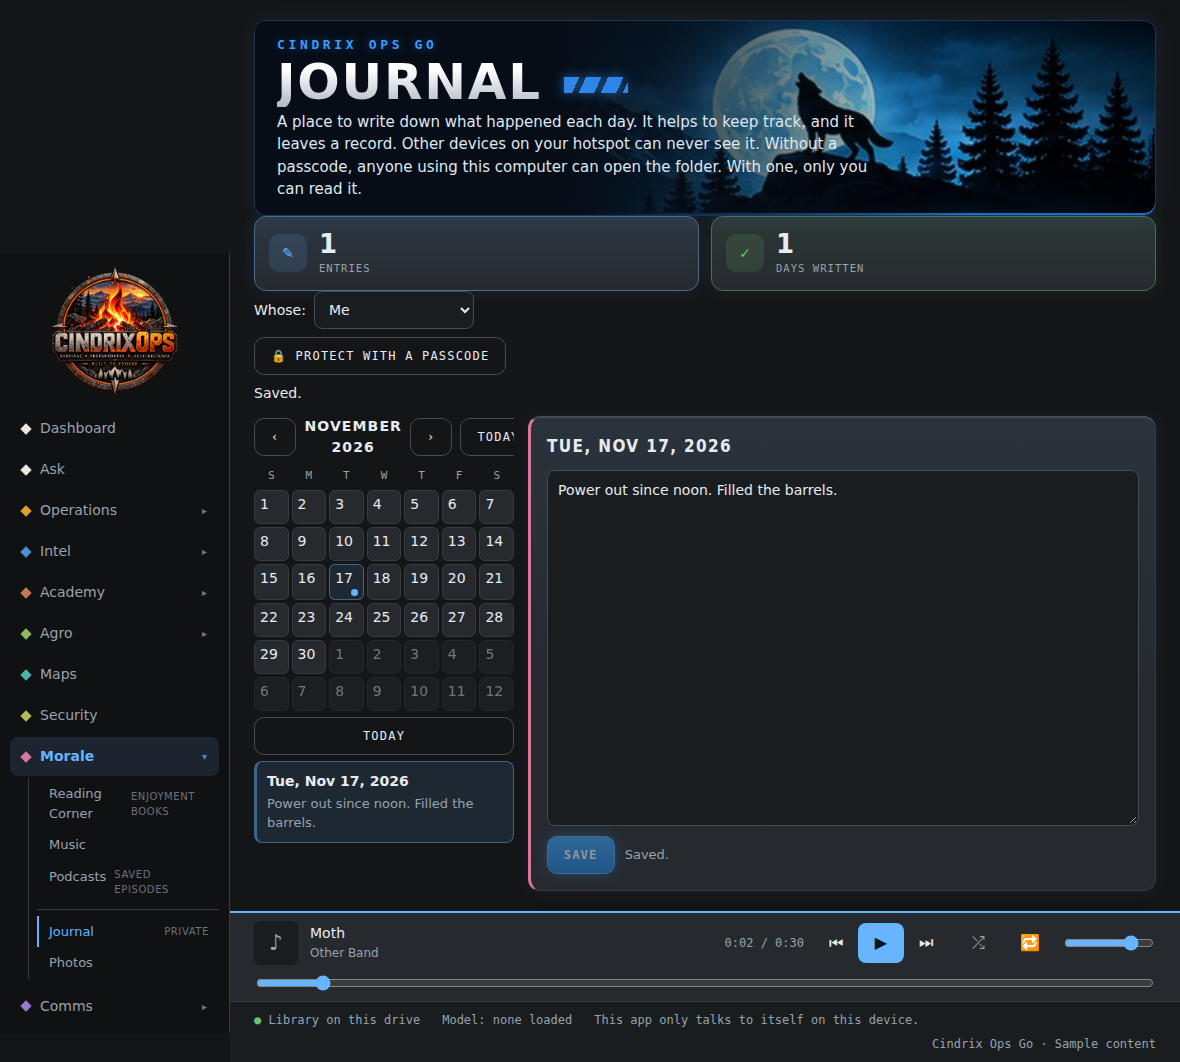 CINDRIX OPS GO
JOURNAL
A place to write down what happened each day. It helps to keep track, and it
leaves a record. Other devices on your hotspot can never see it. Without a
passcode, anyone using this computer can open the folder. With one, only you
can read it.
1
ENTRIES
1
DAYS WRITTEN
Whose: Me
PROTECT WITH A PASSCODE
Saved.
CINDRIXOPS
SURVIVAL • PREPAREDNESS • SELF-RELIANCE
BUILT TO ENDURE
Dashboard
Ask
Operations
Intel
Academy
Agro
Maps
Security
Morale
Reading
Corner
ENJOYMENT
BOOKS
Music
Podcasts
SAVED
EPISODES
Journal PRIVATE
Photos
Comms
NOVEMBER
2026
TODAY
S M T W T F S
1 2 3 4 5 6 7
8 9 10 11 12 13 14
15 16 17 18 19 20 21
22 23 24 25 26 27 28
29 30 1 2 3 4 5
6 7 8 9 10 11 12
TODAY
Tue, Nov 17, 2026
Power out since noon. Filled the
barrels.
TUE, NOV 17, 2026
Power out since noon. Filled the barrels.
SAVE Saved.
Moth
Other Band
0:02 / 0:30
Library on this drive Model: none loaded This app only talks to itself on this device.
Cindrix Ops Go · Sample content